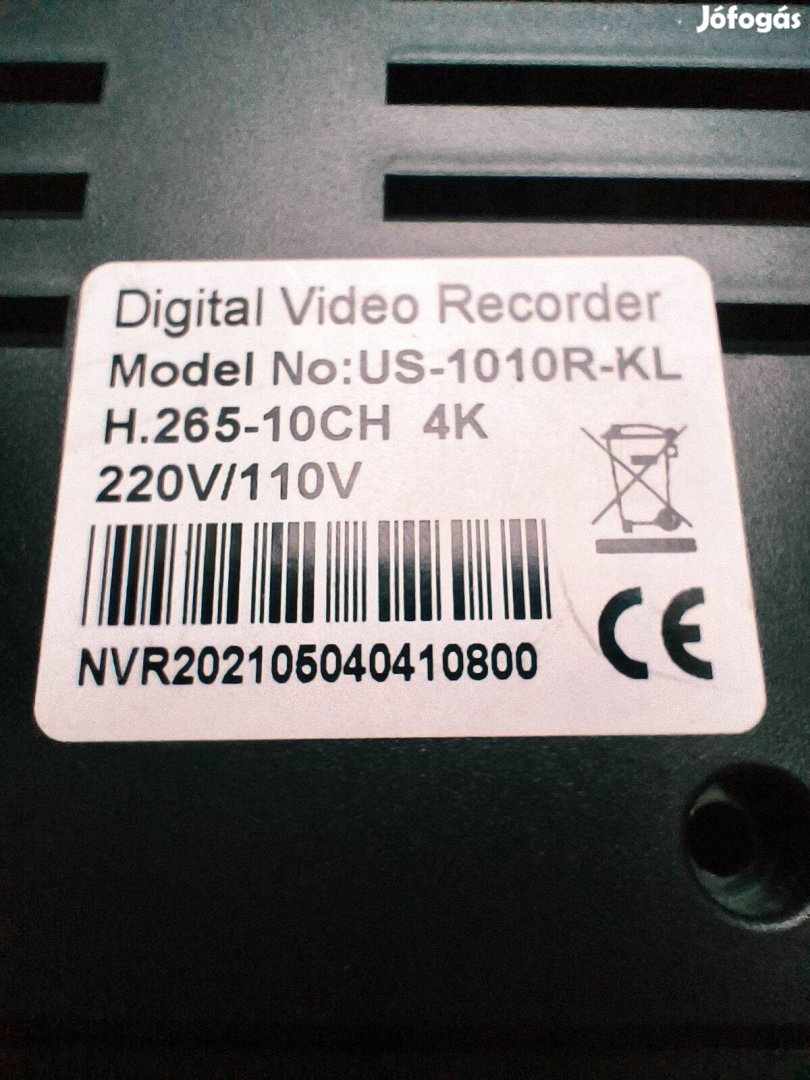 Jófogás
Digital Video Recorder
Model No:US-1010R-KL
H.265-10CH 4K
220V/110V
NVR202105040410800
CE